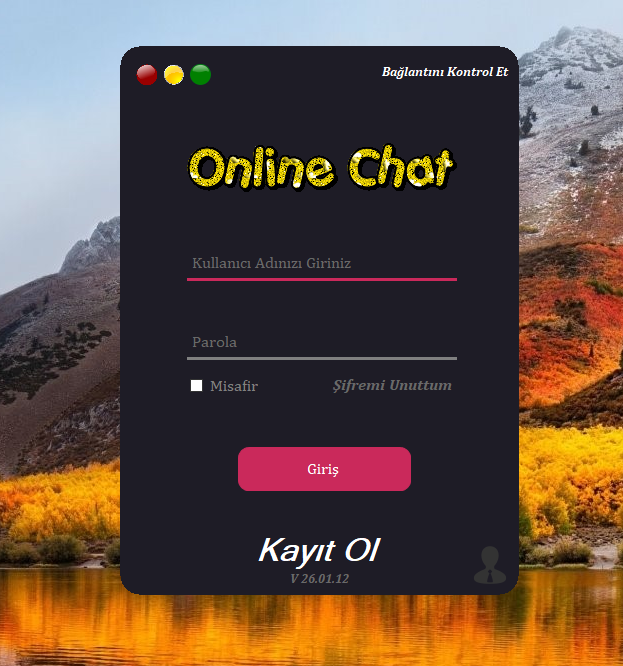 Bağlantını Kontrol Et
Online Chat
Kullanıcı Adınızı Giriniz
Parola
Misafir
Şifremi Unuttum
Giriş
Kayıt Ol
V 26.01.12